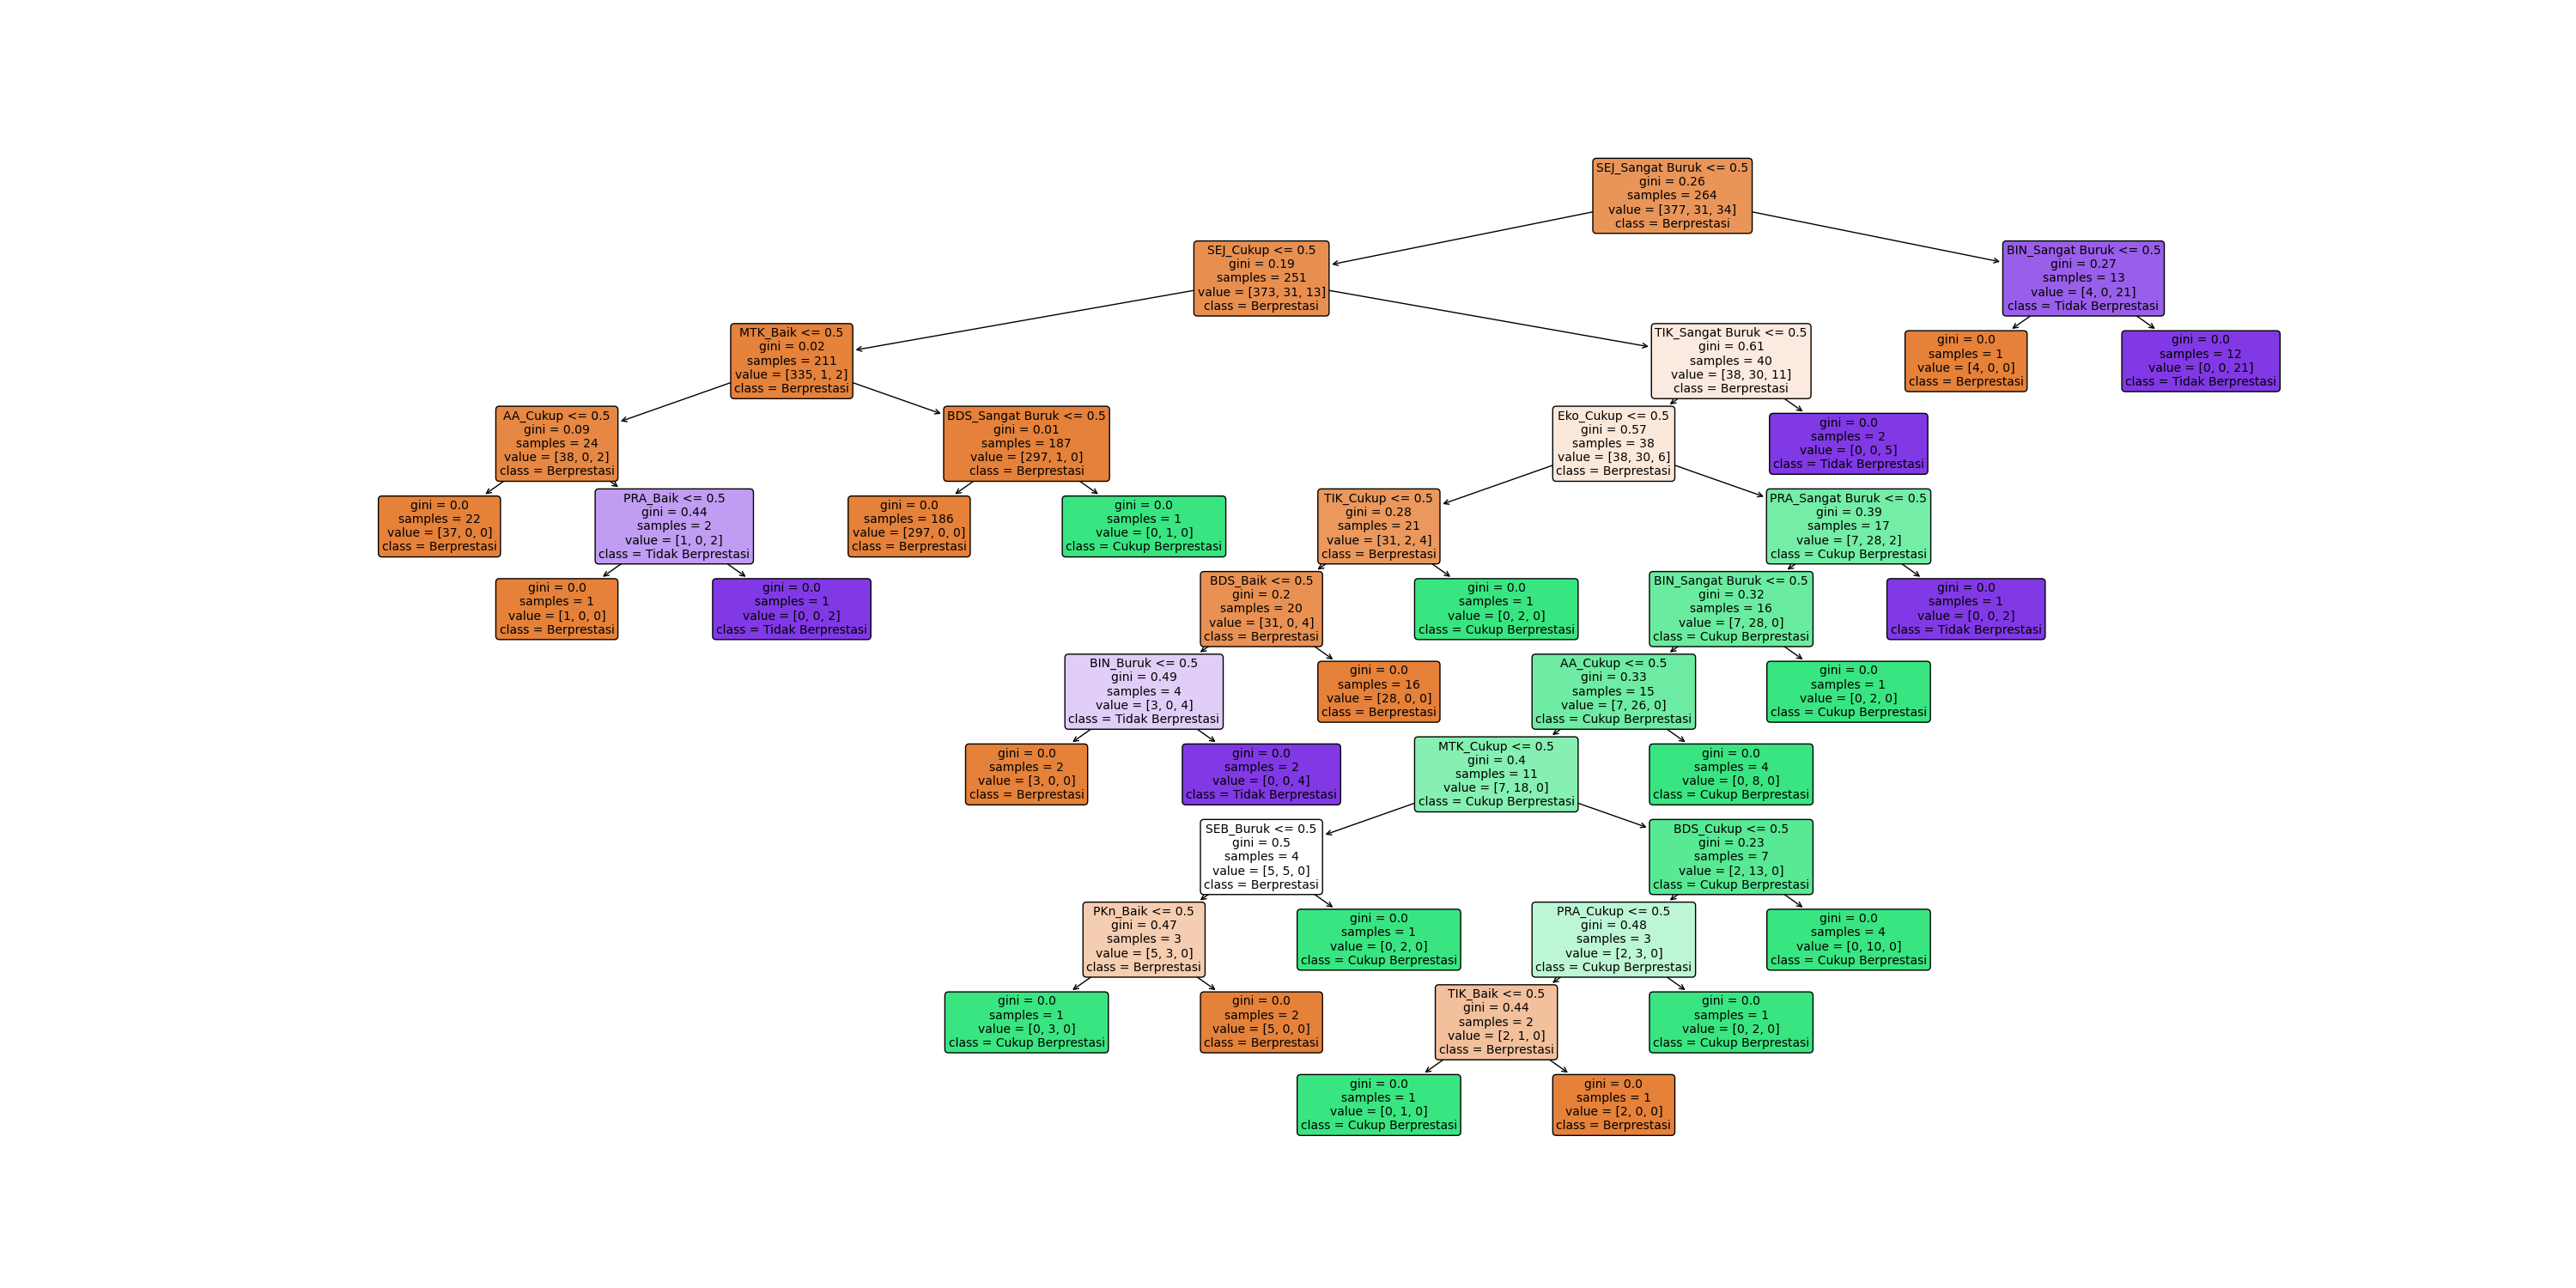 SEJ_Sangat Buruk <= 0.5
gini = 0.26
samples = 264
value = [377, 31, 34]
class = Berprestasi
SEJ_Cukup <= 0.5
gini = 0.19
samples = 251
value = [373, 31, 13]
class = Berprestasi
BIN_Sangat Buruk <= 0.5
gini = 0.27
samples = 13
value = [4, 0, 21]
class = Tidak Berprestasi
MTK_Baik <= 0.5
gini = 0.02
samples = 211
value = [335, 1, 2]
class = Berprestasi
TIK_Sangat Buruk <= 0.5
gini = 0.61
samples = 40
value = [38, 30, 11]
class = Berprestasi
gini = 0.0
samples = 1
value = [4, 0, 0]
class = Berprestasi
gini = 0.0
samples = 12
value = [0, 0, 21]
class = Tidak Berprestasi
AA_Cukup <= 0.5
gini = 0.09
samples = 24
value = [38, 0, 2]
class = Berprestasi
BDS_Sangat Buruk <= 0.5
gini = 0.01
samples = 187
value = [297, 1, 0]
class = Berprestasi
Eko_Cukup <= 0.5
gini = 0.57
samples = 38
value = [38, 30, 6]
class = Berprestasi
gini = 0.0
samples = 2
value = [0, 0, 5]
class = Tidak Berprestasi
gini = 0.0
samples = 22
value = [37, 0, 0]
class = Berprestasi
PRA_Baik <= 0.5
gini = 0.44
samples = 2
value = [1, 0, 2]
class = Tidak Berprestasi
gini = 0.0
samples = 186
value = [297, 0, 0]
class = Berprestasi
gini = 0.0
samples = 1
value = [0, 1, 0]
class = Cukup Berprestasi
TIK_Cukup <= 0.5
gini = 0.28
samples = 21
value = [31, 2, 4]
class = Berprestasi
PRA_Sangat Buruk <= 0.5
gini = 0.39
samples = 17
value = [7, 28, 2]
class = Cukup Berprestasi
gini = 0.0
samples = 1
value = [1, 0, 0]
class = Berprestasi
gini = 0.0
samples = 1
value = [0, 0, 2]
class = Tidak Berprestasi
BDS_Baik <= 0.5
gini = 0.2
samples = 20
value = [31, 0, 4]
class = Berprestasi
gini = 0.0
samples = 1
value = [0, 2, 0]
class = Cukup Berprestasi
BIN_Sangat Buruk <= 0.5
gini = 0.32
samples = 16
value = [7, 28, 0]
class = Cukup Berprestasi
gini = 0.0
samples = 1
value = [0, 0, 2]
class = Tidak Berprestasi
BIN_Buruk <= 0.5
gini = 0.49
samples = 4
value = [3, 0, 4]
class = Tidak Berprestasi
gini = 0.0
samples = 16
value = [28, 0, 0]
class = Berprestasi
AA_Cukup <= 0.5
gini = 0.33
samples = 15
value = [7, 26, 0]
class = Cukup Berprestasi
gini = 0.0
samples = 1
value = [0, 2, 0]
class = Cukup Berprestasi
gini = 0.0
samples = 2
value = [3, 0, 0]
class = Berprestasi
gini = 0.0
samples = 2
value = [0, 0, 4]
class = Tidak Berprestasi
MTK_Cukup <= 0.5
gini = 0.4
samples = 11
value = [7, 18, 0]
class = Cukup Berprestasi
gini = 0.0
samples = 4
value = [0, 8, 0]
class = Cukup Berprestasi
SEB_Buruk <= 0.5
gini = 0.5
samples = 4
value = [5, 5, 0]
class = Berprestasi
BDS_Cukup <= 0.5
gini = 0.23
samples = 7
value = [2, 13, 0]
class = Cukup Berprestasi
PKn_Baik <= 0.5
gini = 0.47
samples = 3
value = [5, 3, 0]
class = Berprestasi
gini = 0.0
samples = 1
value = [0, 2, 0]
class = Cukup Berprestasi
PRA_Cukup <= 0.5
gini = 0.48
samples = 3
value = [2, 3, 0]
class = Cukup Berprestasi
gini = 0.0
samples = 4
value = [0, 10, 0]
class = Cukup Berprestasi
gini = 0.0
samples = 1
value = [0, 3, 0]
class = Cukup Berprestasi
gini = 0.0
samples = 2
value = [5, 0, 0]
class = Berprestasi
TIK_Baik <= 0.5
gini = 0.44
samples = 2
value = [2, 1, 0]
class = Berprestasi
gini = 0.0
samples = 1
value = [0, 2, 0]
class = Cukup Berprestasi
gini = 0.0
samples = 1
value = [0, 1, 0]
class = Cukup Berprestasi
gini = 0.0
samples = 1
value = [2, 0, 0]
class = Berprestasi